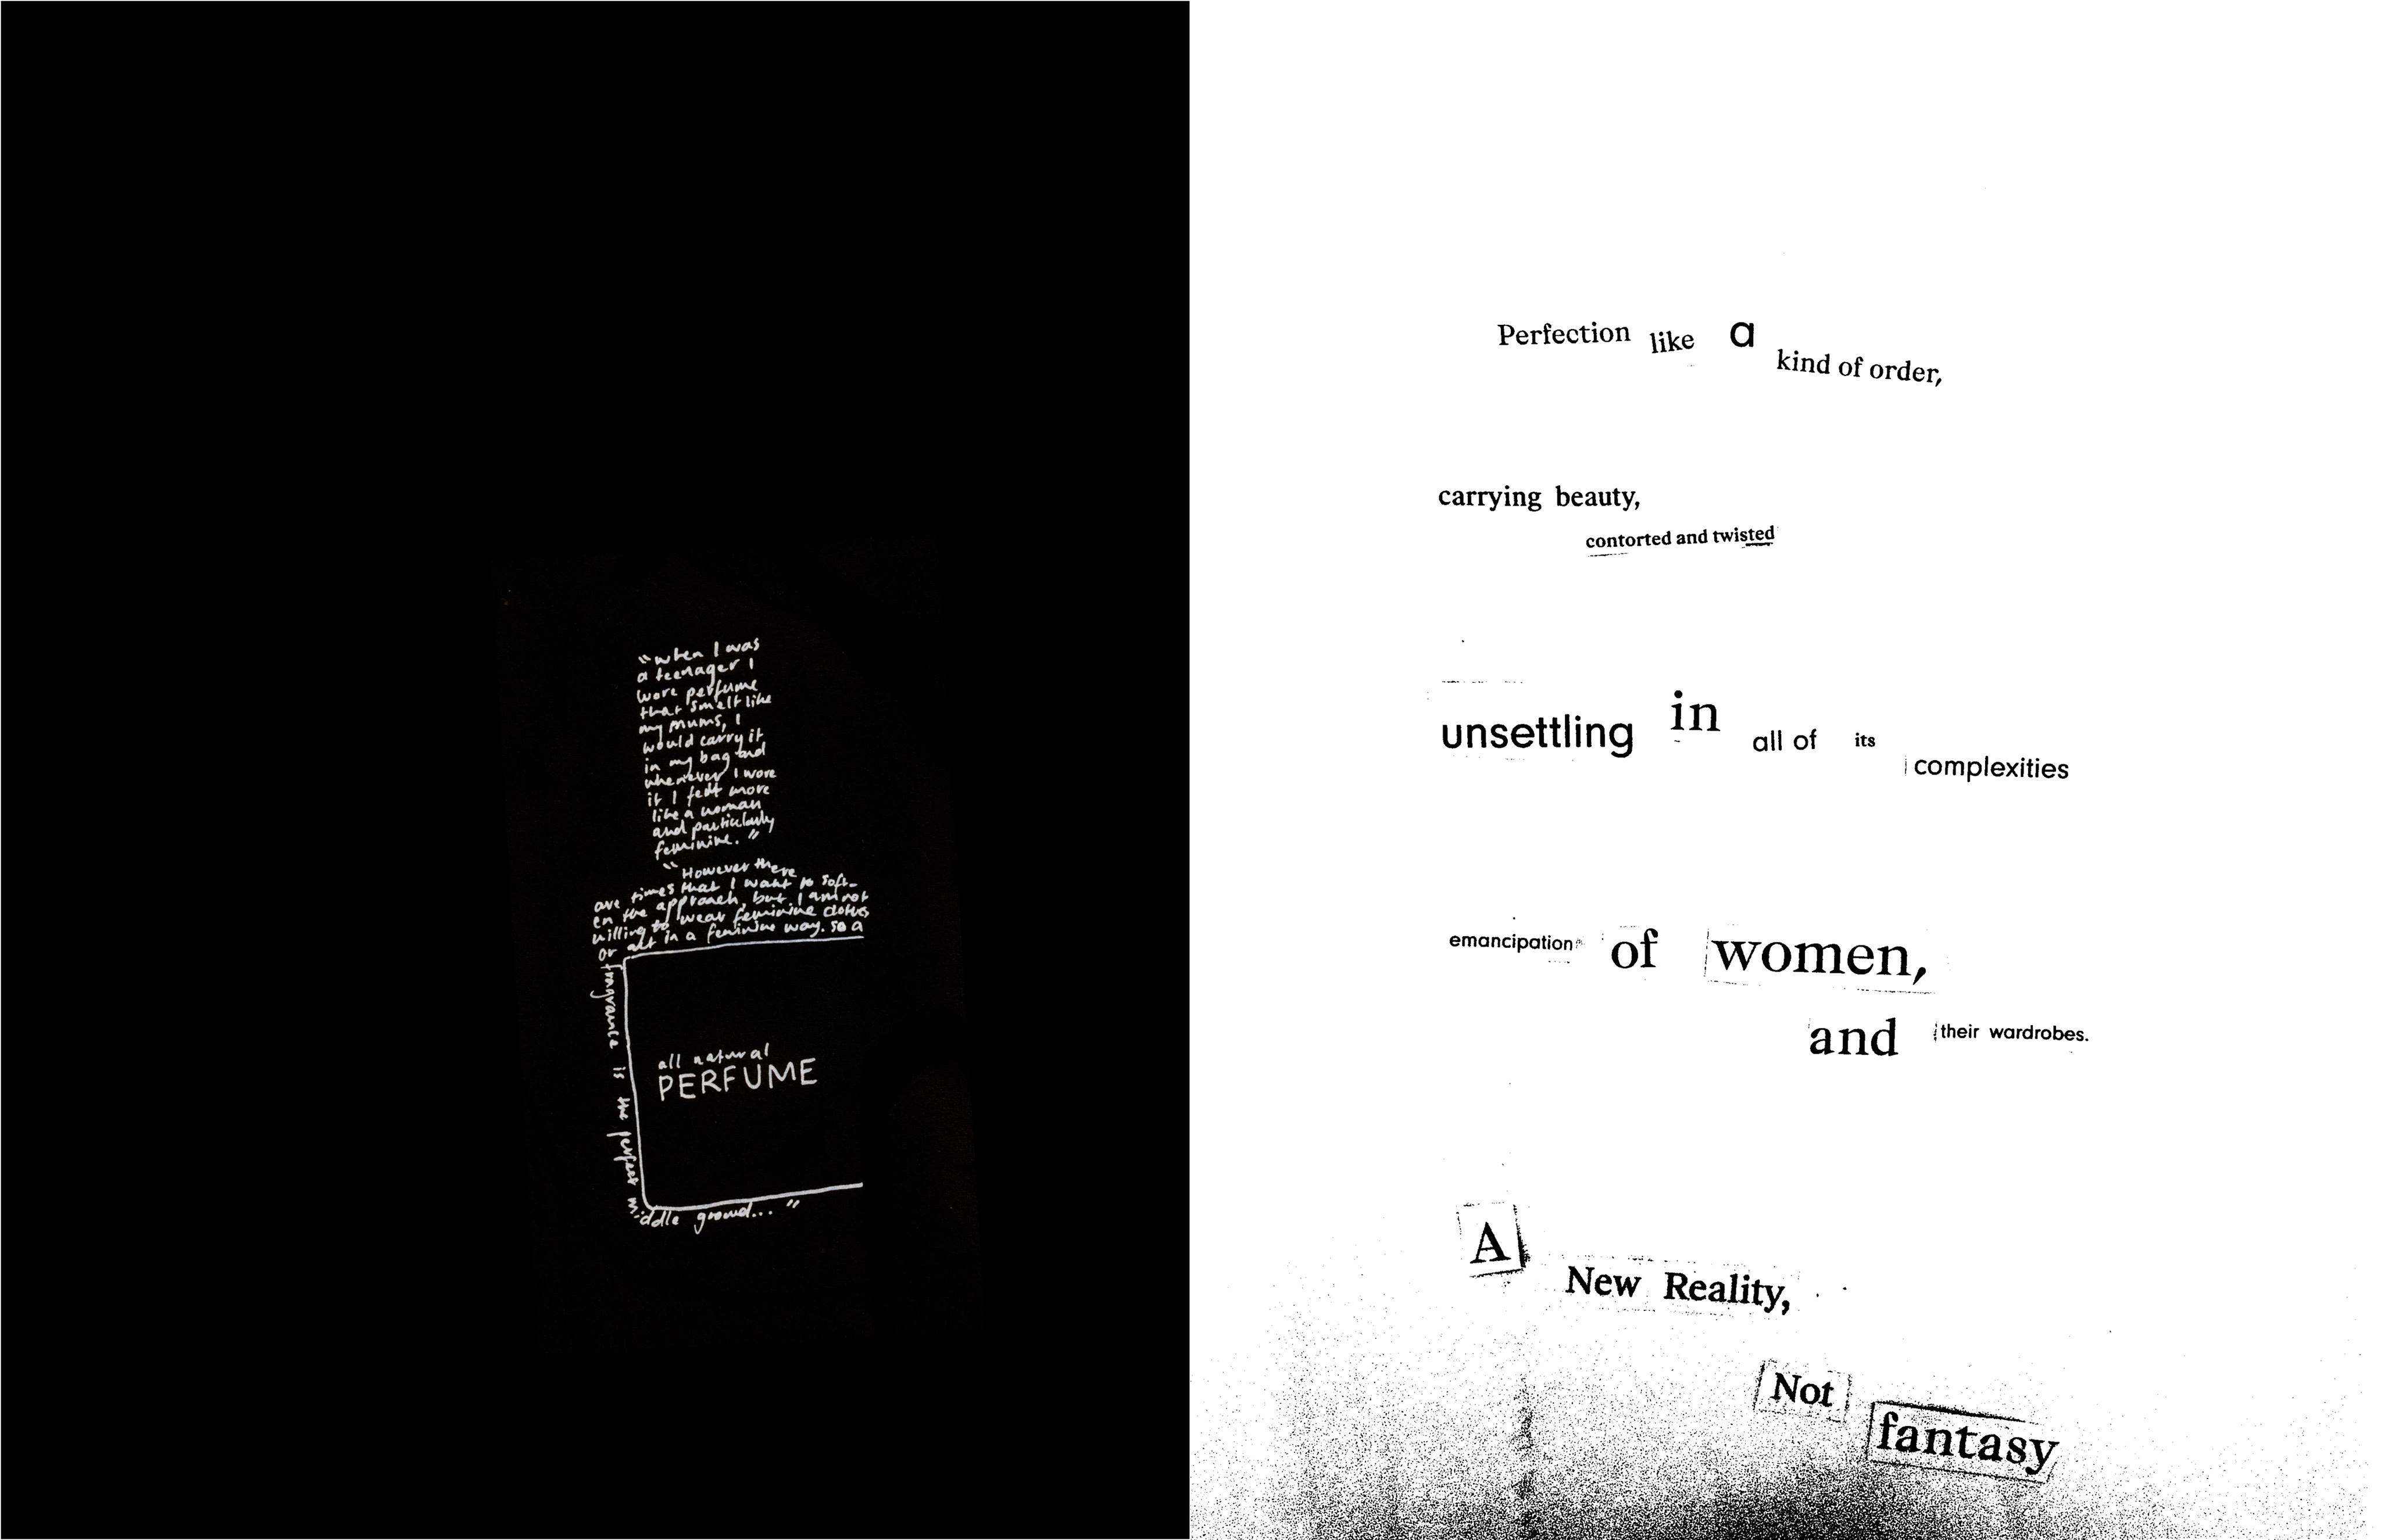 "when I was
a teenager I
wore perfume
that smelt like
my mums, I
would carry it
in my bag and
whenever I wore
it I felt more
like a woman
and particularly
feminine."
"However there
are times that I want to soft-
en the approach, but I am not
willing to wear feminine clothes
or act in a feminine way. so a
fragrance is the perfect middle ground... "
all natural
PERFUME
Perfection like a kind of order,
carrying beauty,
contorted and twisted
unsettling in all of its complexities
emancipation of women,
and their wardrobes.
A New Reality,
Not fantasy